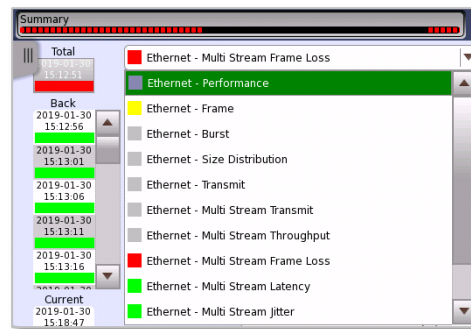 Summary
Total
2019-01-30
15:12:51
Back
2019-01-30
15:12:56
2019-01-30
15:13:01
2019-01-30
15:13:06
2019-01-30
15:13:11
2019-01-30
15:13:16
Current
2019-01-30
15:18:47
Ethernet - Multi Stream Frame Loss
Ethernet - Performance
Ethernet - Frame
Ethernet - Burst
Ethernet - Size Distribution
Ethernet - Transmit
Ethernet - Multi Stream Transmit
Ethernet - Multi Stream Throughput
Ethernet - Multi Stream Frame Loss
Ethernet - Multi Stream Latency
Ethernet - Multi Stream Jitter